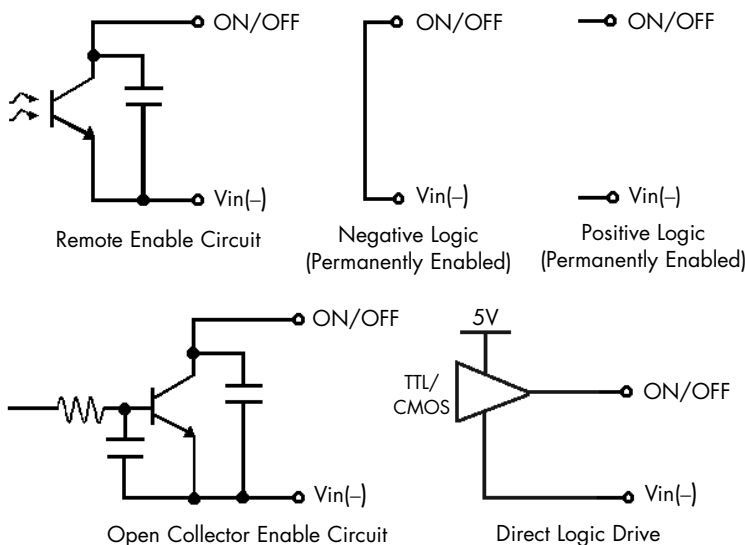 ON/OFF
Vin(–)
Remote Enable Circuit
ON/OFF
Vin(–)
Negative Logic
(Permanently Enabled)
ON/OFF
Vin(–)
Positive Logic
(Permanently Enabled)
ON/OFF
Vin(–)
Open Collector Enable Circuit
5V
TTL/
CMOS
ON/OFF
Vin(–)
Direct Logic Drive